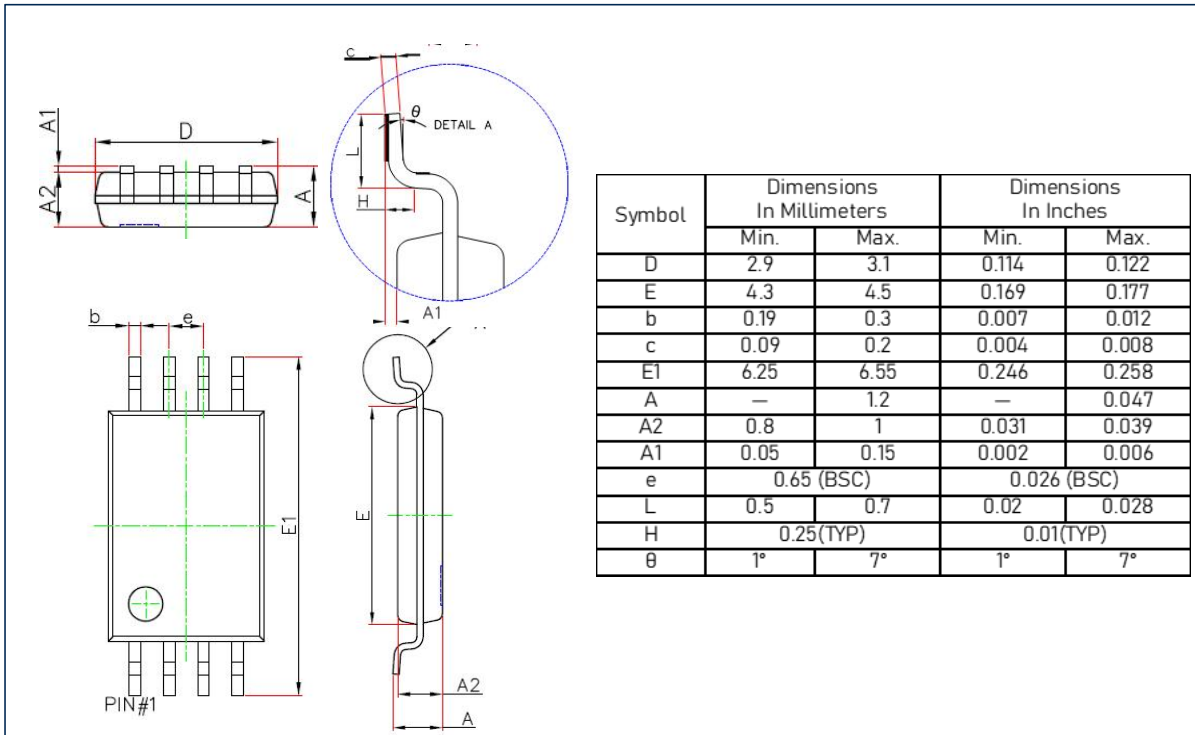 c
A1
D
θ
DETAIL A
L
A2
A
H
A1
b
e
E
E1
A2
A
PIN#1
Symbol
Dimensions
In Millimeters
Dimensions
In Inches
Min. Max. Min. Max.
D 2.9 3.1 0.114 0.122
E 4.3 4.5 0.169 0.177
b 0.19 0.3 0.007 0.012
c 0.09 0.2 0.004 0.008
E1 6.25 6.55 0.246 0.258
A — 1.2 — 0.047
A2 0.8 1 0.031 0.039
A1 0.05 0.15 0.002 0.006
e 0.65 (BSC) 0.026 (BSC)
L 0.5 0.7 0.02 0.028
H 0.25(TYP) 0.01(TYP)
θ 1° 7° 1° 7°